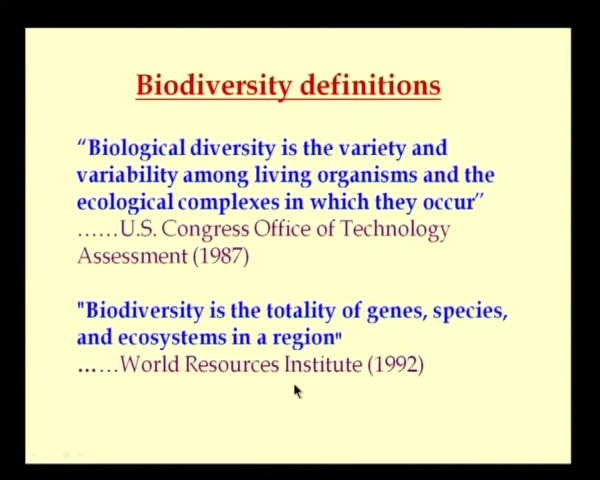 Biodiversity definitions
“Biological diversity is the variety and
variability among living organisms and the
ecological complexes in which they occur”
……U.S. Congress Office of Technology
Assessment (1987)
"Biodiversity is the totality of genes, species,
and ecosystems in a region"
……World Resources Institute (1992)